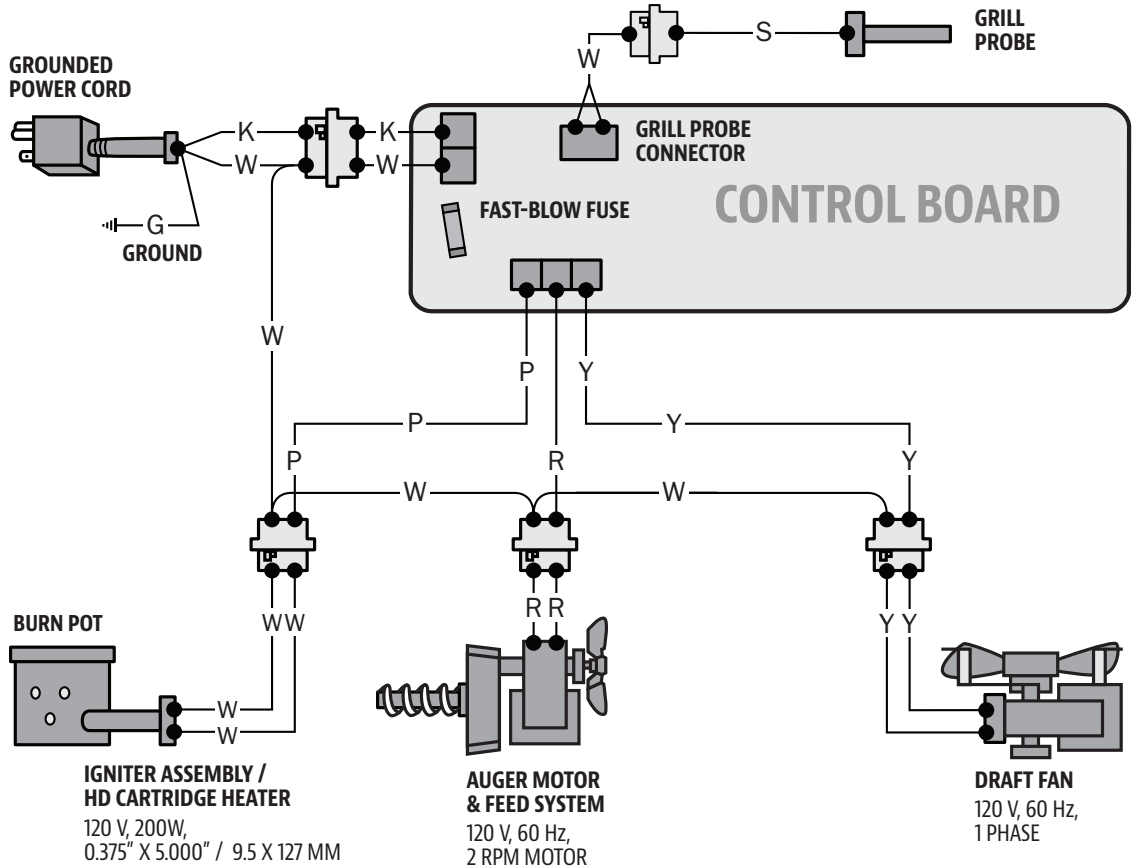 GRILL
PROBE
S
W
GROUNDED
POWER CORD
K
K
W
W
GRILL PROBE
CONNECTOR
CONTROL BOARD
FAST-BLOW FUSE
G
GROUND
W
P
Y
P
Y
P
R
Y
W
W
WW
R R
Y Y
BURN POT
W
W
IGNITER ASSEMBLY /
HD CARTRIDGE HEATER
120 V, 200W,
0.375" X 5.000" / 9.5 X 127 MM
AUGER MOTOR
& FEED SYSTEM
120 V, 60 Hz,
2 RPM MOTOR
DRAFT FAN
120 V, 60 Hz,
1 PHASE